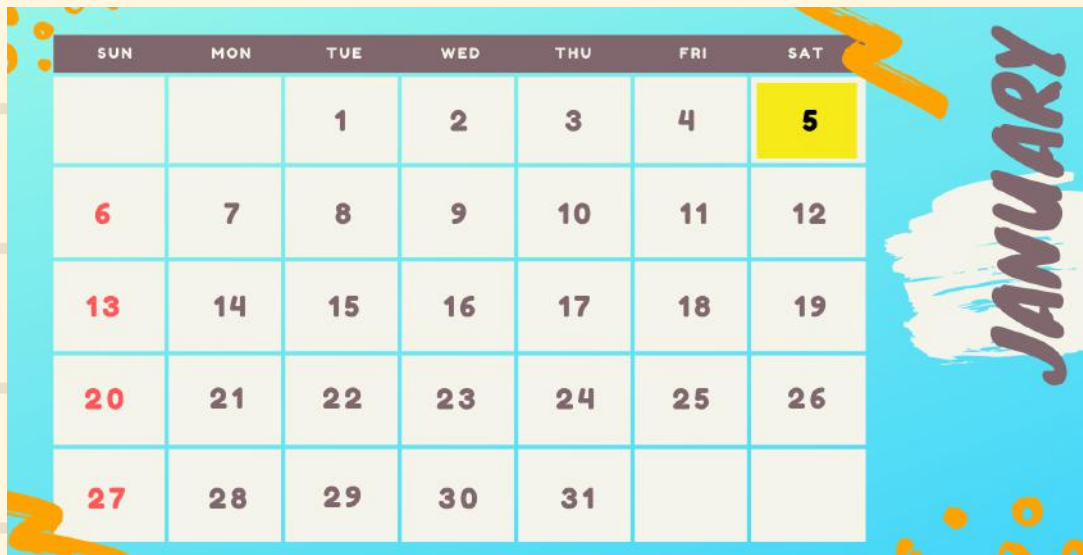 SUN MON TUE WED THU FRI SAT
1 2 3 4 5
6 7 8 9 10 11 12
13 14 15 16 17 18 19
20 21 22 23 24 25 26
27 28 29 30 31
JANUARY